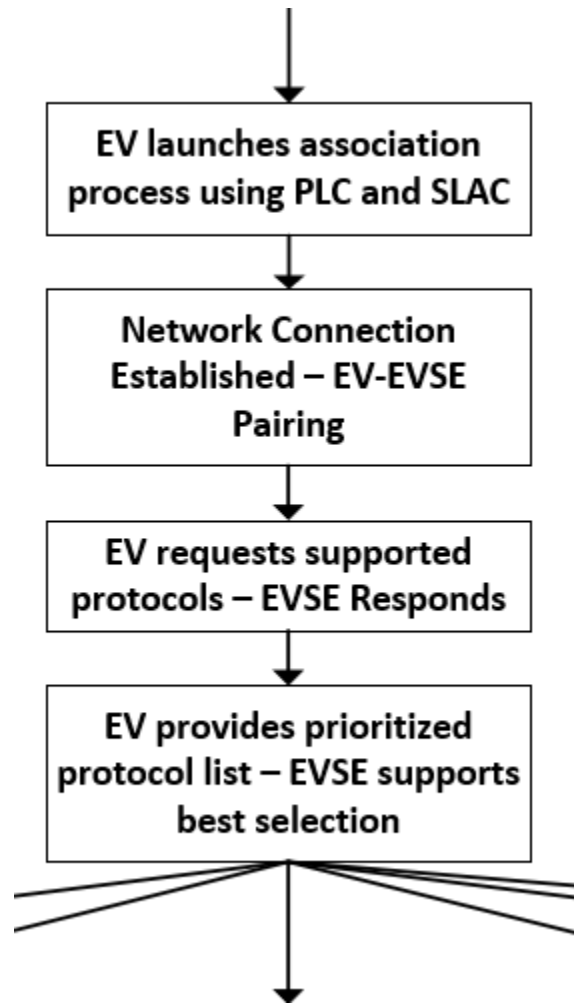 EV launches association
process using PLC and SLAC
Network Connection
Established – EV-EVSE
Pairing
EV requests supported
protocols – EVSE Responds
EV provides prioritized
protocol list – EVSE supports
best selection